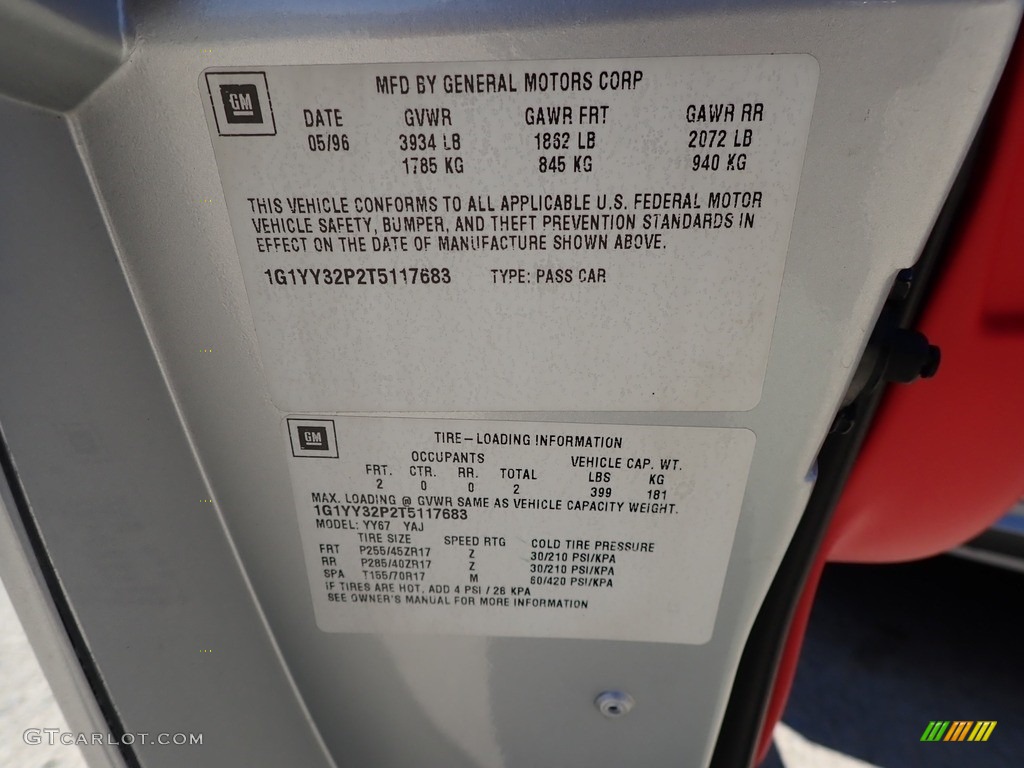 GM
MFD BY GENERAL MOTORS CORP
DATE GVWR GAWR FRT GAWR RR
05/96 3934 LB 1862 LB 2072 LB
1785 KG 845 KG 940 KG
THIS VEHICLE CONFORMS TO ALL APPLICABLE U.S. FEDERAL MOTOR
VEHICLE SAFETY, BUMPER, AND THEFT PREVENTION STANDARDS IN
EFFECT ON THE DATE OF MANUFACTURE SHOWN ABOVE.
1G1YY32P2T5117683 TYPE: PASS CAR
GM
TIRE-LOADING INFORMATION
OCCUPANTS VEHICLE CAP. WT.
FRT. CTR. RR. TOTAL LBS KG
2 0 0 2 399 181
MAX. LOADING @ GVWR SAME AS VEHICLE CAPACITY WEIGHT.
1G1YY32P2T5117683
MODEL: YY67 YAJ
TIRE SIZE SPEED RTG COLD TIRE PRESSURE
FRT P255/45ZR17 Z 30/210 PSI/KPA
RR P285/40ZR17 Z 30/210 PSI/KPA
SPA T155/70R17 M 60/420 PSI/KPA
IF TIRES ARE HOT, ADD 4 PSI / 28 KPA
SEE OWNER'S MANUAL FOR MORE INFORMATION
GTCARLOT.COM